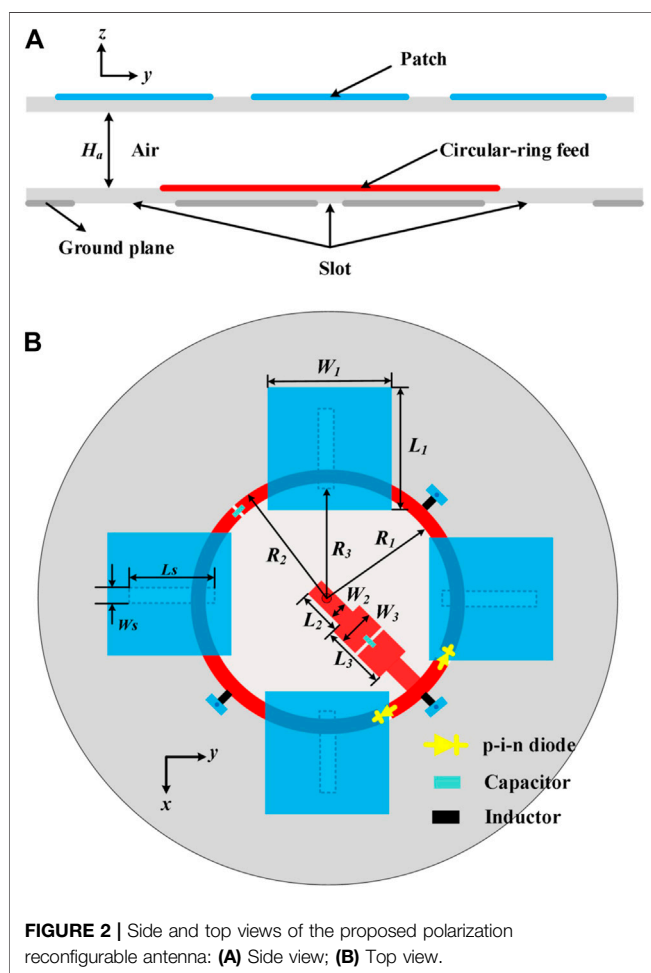 A
z
y
Patch
Ha
Air
Circular-ring feed
Ground plane
Slot
B
W1
L1
R2
R3
R1
Ls
Ws
W2
W3
L2
L3
y
x
p-i-n diode
Capacitor
Inductor
FIGURE 2 | Side and top views of the proposed polarization
reconfigurable antenna: (A) Side view; (B) Top view.